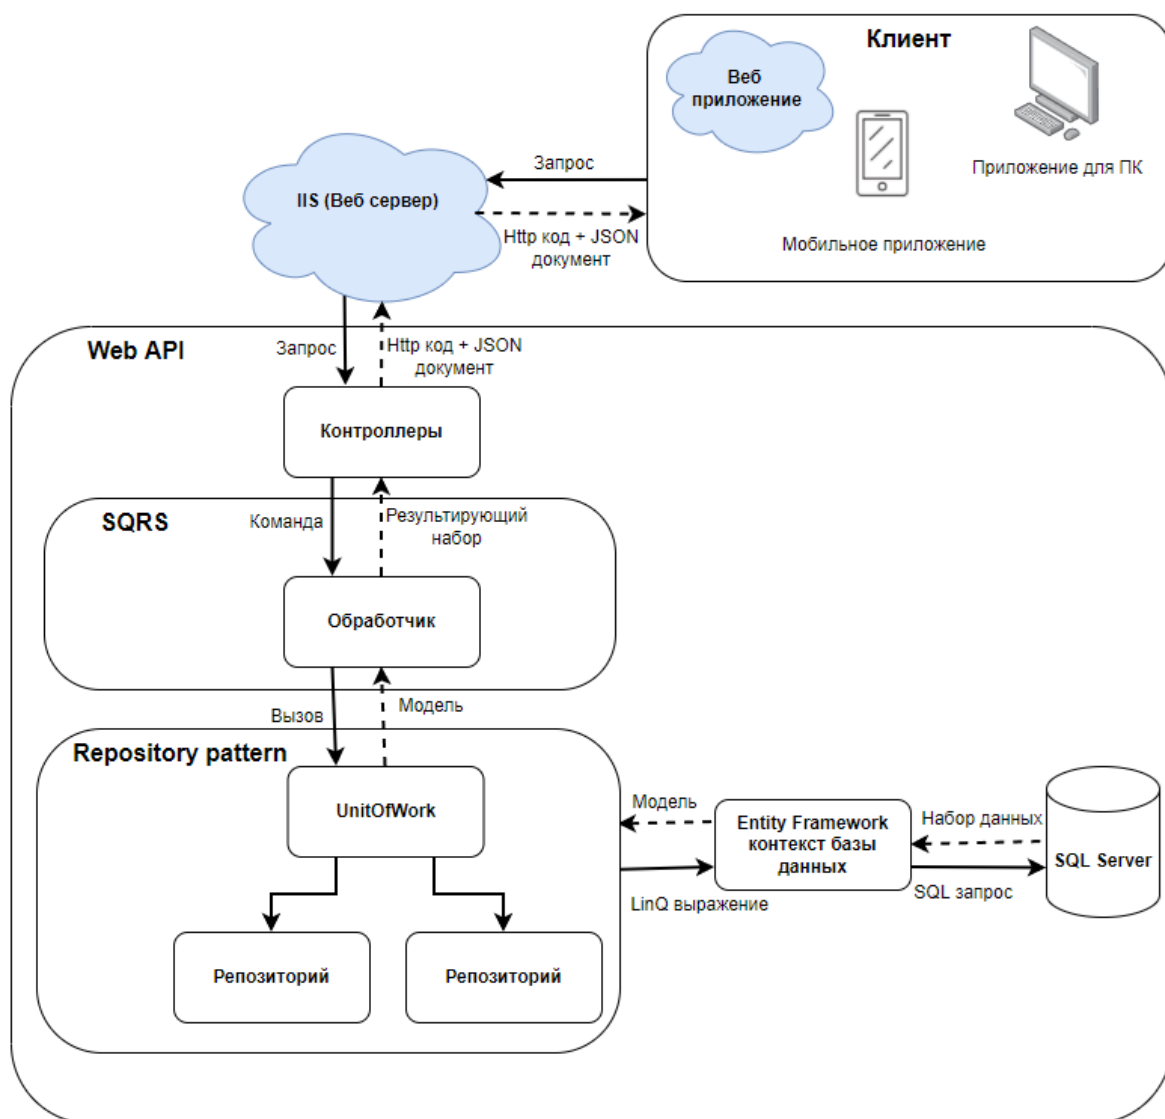 Клиент
Веб
приложение
Приложение для ПК
Мобильное приложение
Запрос
IIS (Веб сервер)
Http код + JSON
документ
Web API
Запрос
Http код + JSON
документ
Контроллеры
SQRS
Команда
Результирующий
набор
Обработчик
Вызов
Модель
Repository pattern
UnitOfWork
Репозиторий
Репозиторий
Модель
LinQ выражение
Entity Framework
контекст базы
данных
Набор данных
SQL запрос
SQL Server